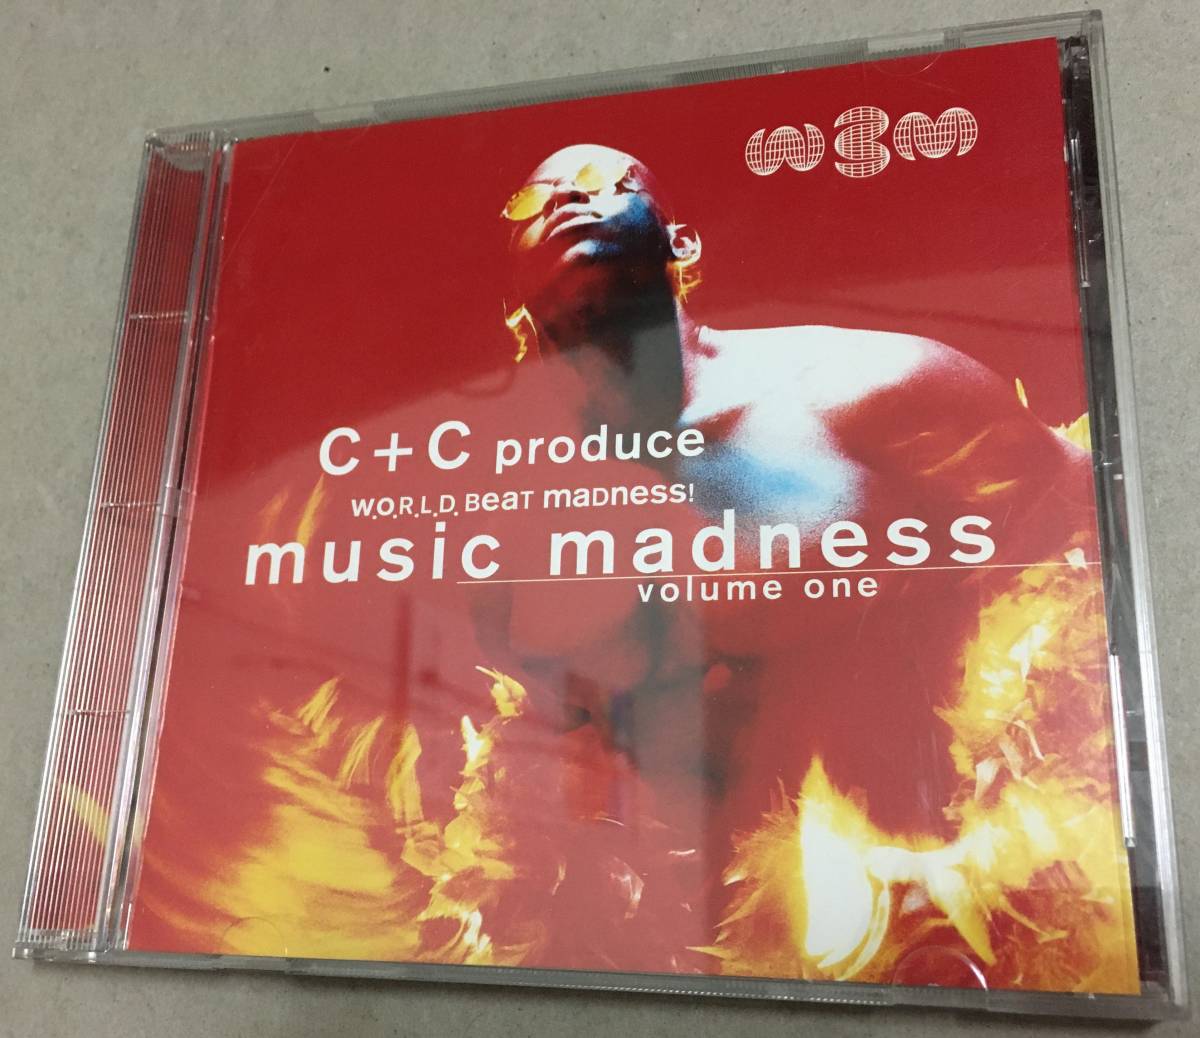 W3M
C+C produce
W.O.R.L.D. BeaT maDness!
music madness
volume one